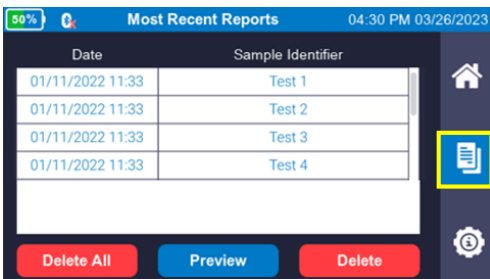 50% Most Recent Reports 04:30 PM 03/26/2023
Date Sample Identifier
01/11/2022 11:33 Test 1
01/11/2022 11:33 Test 2
01/11/2022 11:33 Test 3
01/11/2022 11:33 Test 4
Delete All Preview Delete